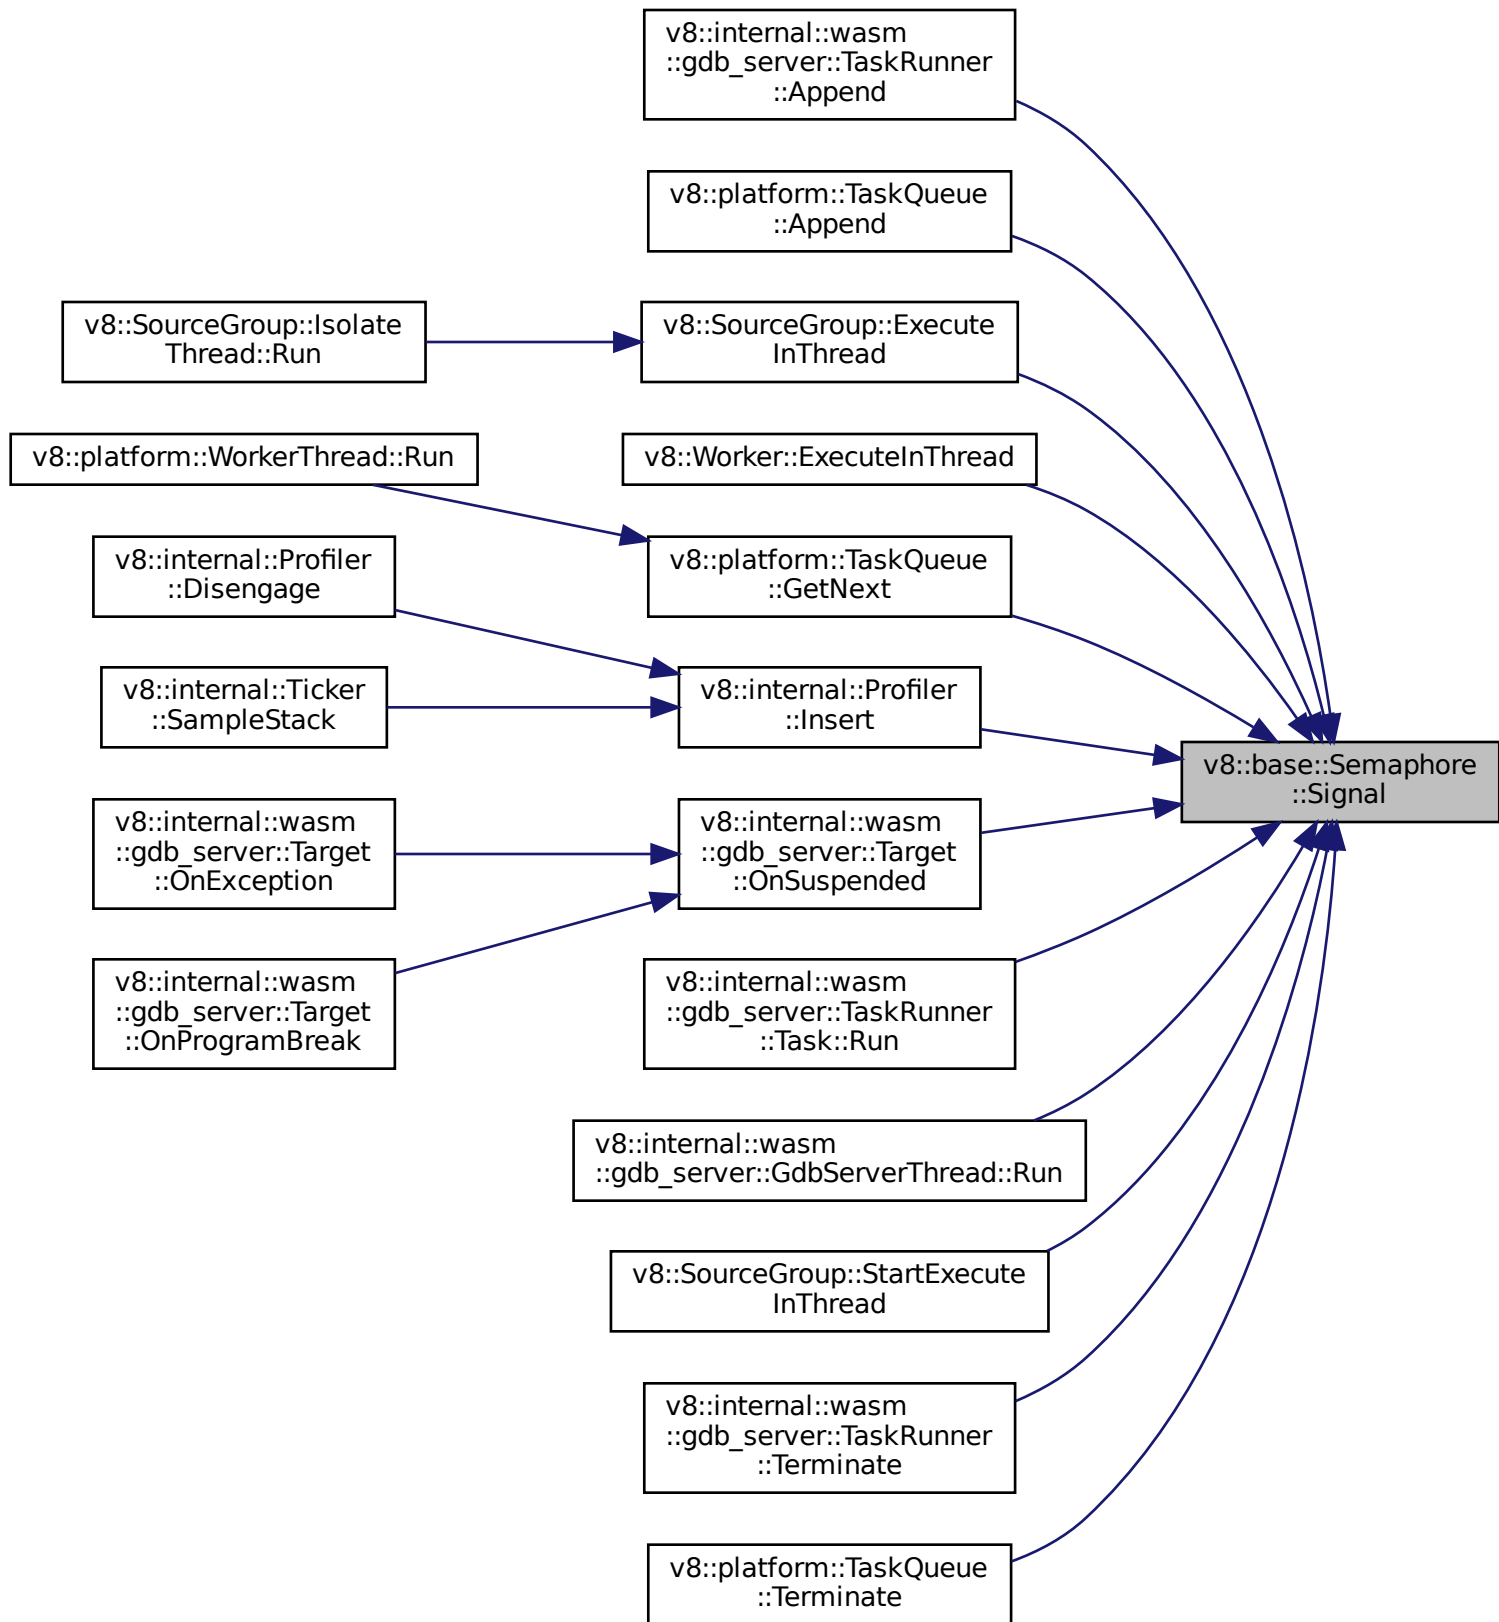 v8::internal::wasm
::gdb_server::TaskRunner
::Append
v8::platform::TaskQueue
::Append
v8::SourceGroup::Isolate
Thread::Run
v8::SourceGroup::Execute
InThread
v8::platform::WorkerThread::Run
v8::Worker::ExecuteInThread
v8::internal::Profiler
::Disengage
v8::platform::TaskQueue
::GetNext
v8::internal::Ticker
::SampleStack
v8::internal::Profiler
::Insert
v8::base::Semaphore
::Signal
v8::internal::wasm
::gdb_server::Target
::OnException
v8::internal::wasm
::gdb_server::Target
::OnSuspended
v8::internal::wasm
::gdb_server::Target
::OnProgramBreak
v8::internal::wasm
::gdb_server::TaskRunner
::Task::Run
v8::internal::wasm
::gdb_server::GdbServerThread::Run
v8::SourceGroup::StartExecute
InThread
v8::internal::wasm
::gdb_server::TaskRunner
::Terminate
v8::platform::TaskQueue
::Terminate